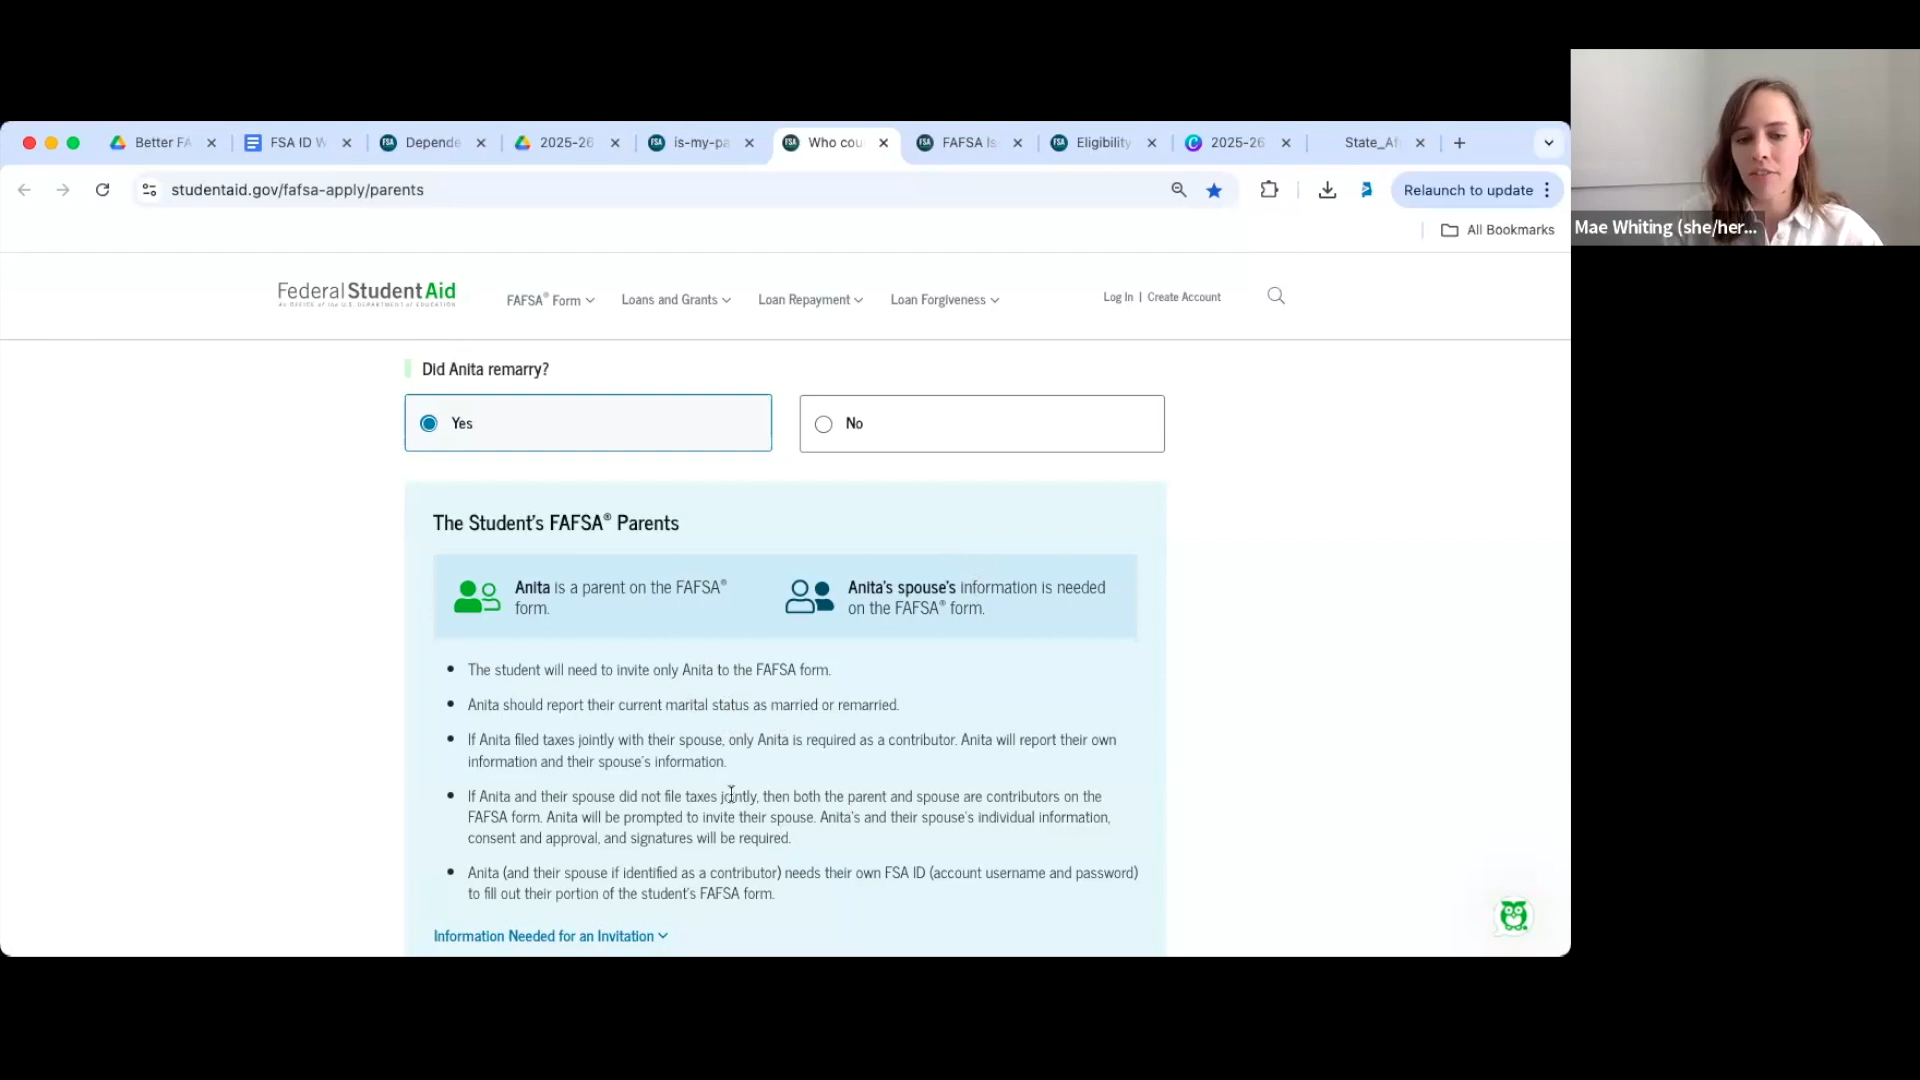 Better FA
FSA ID W
Depende
2025-26
is-my-pa
Who cou
FAFSA Is
Eligibility
2025-26
State_Af
studentaid.gov/fafsa-apply/parents
Relaunch to update
All Bookmarks
Mae Whiting (she/her...
Federal StudentAid
An OFFICE of the U.S. DEPARTMENT of EDUCATION
FAFSA® Form
Loans and Grants
Loan Repayment
Loan Forgiveness
Log In | Create Account
Did Anita remarry?
Yes
No
The Student's FAFSA® Parents
Anita is a parent on the FAFSA®
form.
Anita's spouse's information is needed
on the FAFSA® form.
• The student will need to invite only Anita to the FAFSA form.
• Anita should report their current marital status as married or remarried.
• If Anita filed taxes jointly with their spouse, only Anita is required as a contributor. Anita will report their own
information and their spouse's information.
• If Anita and their spouse did not file taxes jointly, then both the parent and spouse are contributors on the
FAFSA form. Anita will be prompted to invite their spouse. Anita's and their spouse's individual information,
consent and approval, and signatures will be required.
• Anita (and their spouse if identified as a contributor) needs their own FSA ID (account username and password)
to fill out their portion of the student's FAFSA form.
Information Needed for an Invitation